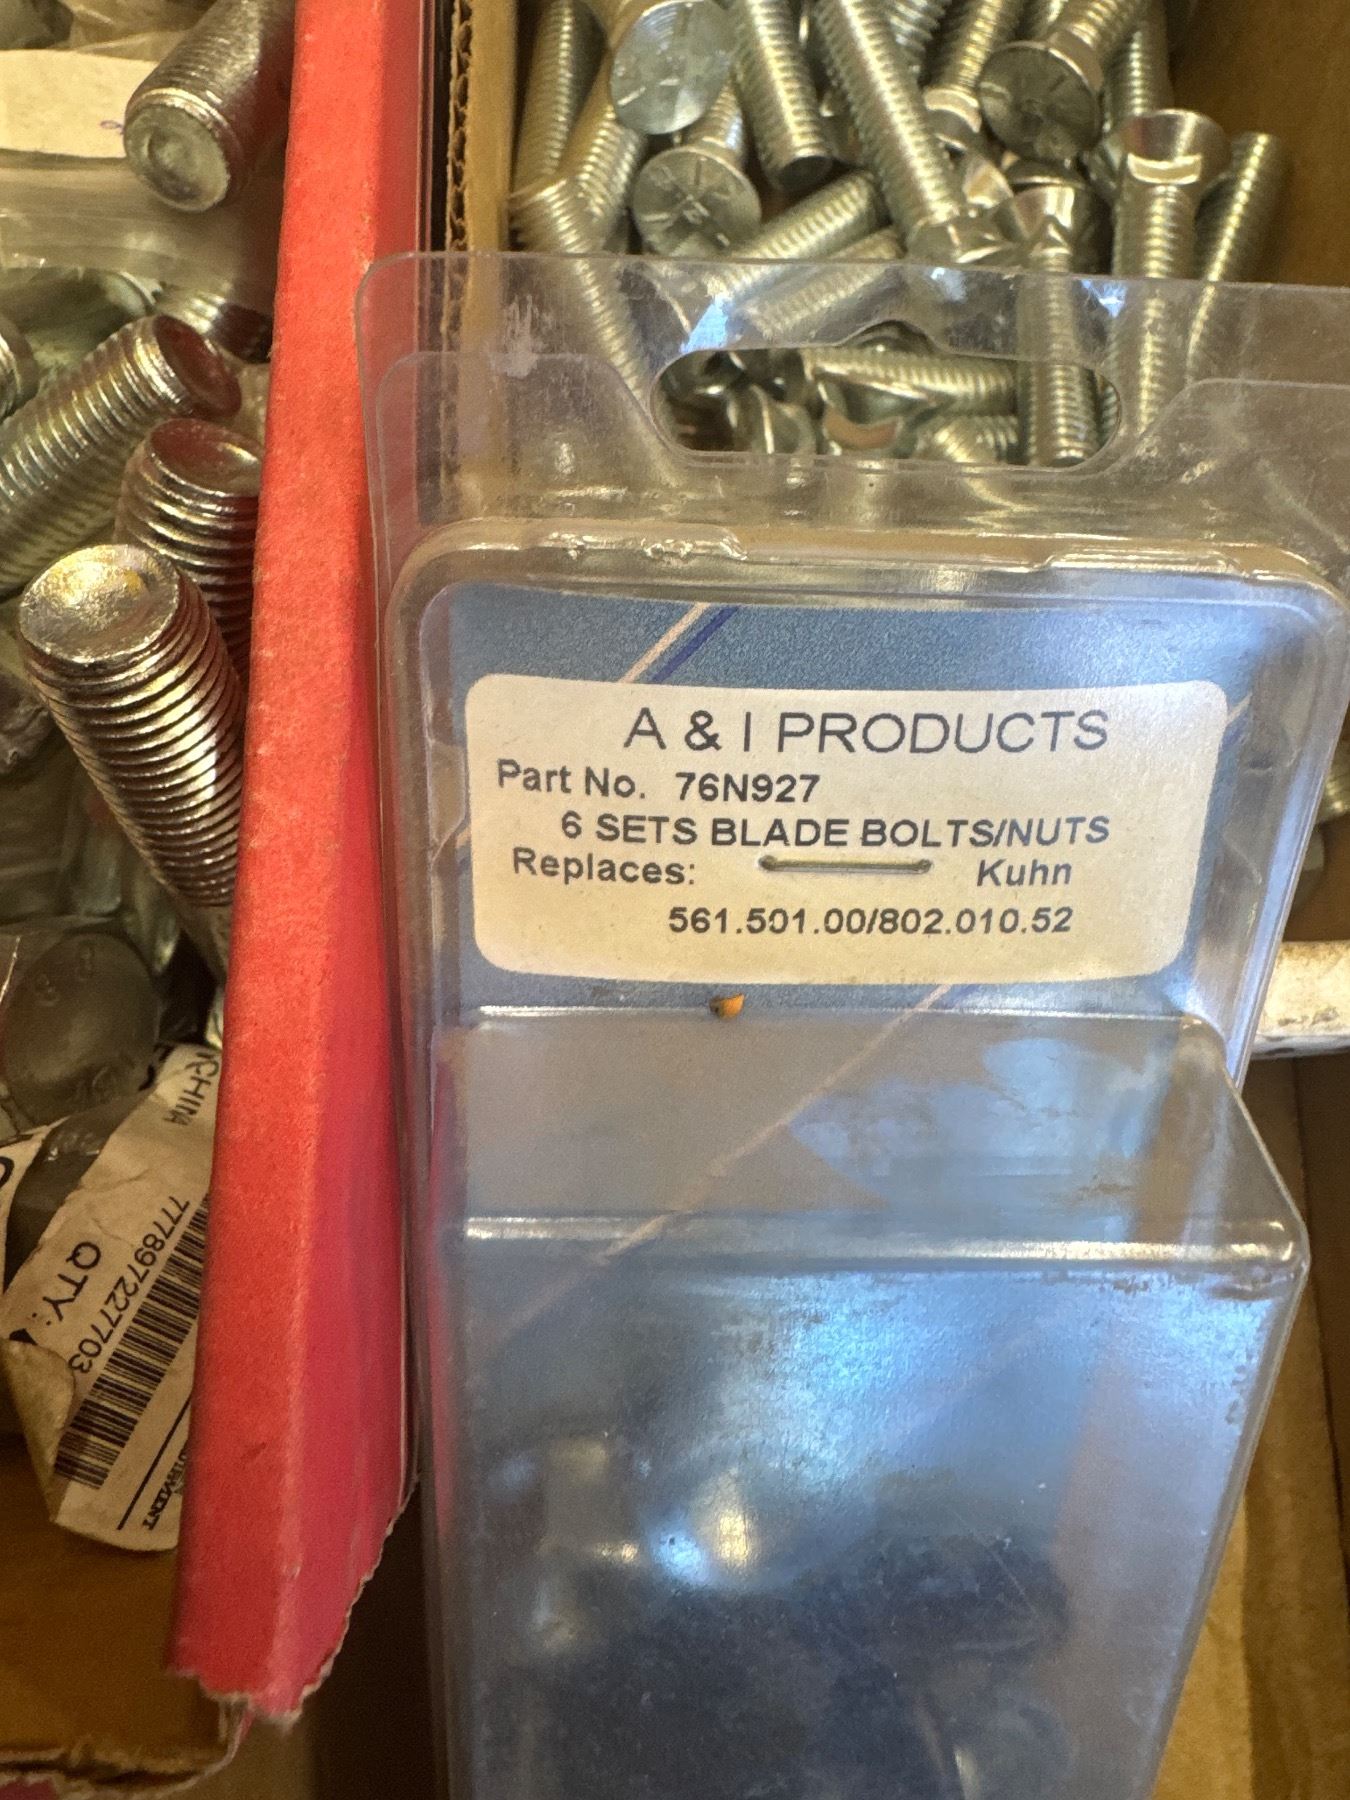 A & I PRODUCTS
Part No. 76N927
6 SETS BLADE BOLTS/NUTS
Replaces: Kuhn
561.501.00/802.010.52
CHINA
777897227703
QTY: